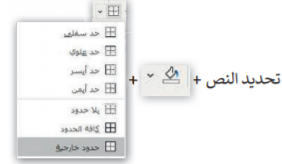 تحديد النص + +
حد سفلي
حد علوي
حد أيسر
حد أيمن
بلا حدود
كافة الحدود
حدود خارجية